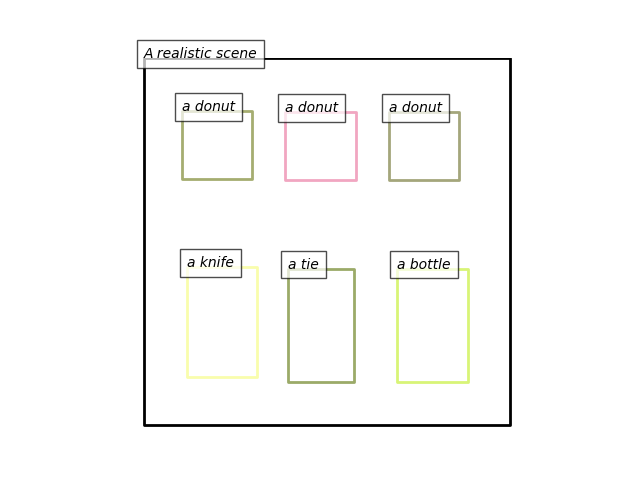 A realistic scene
a donut
a donut
a donut
a knife
a tie
a bottle